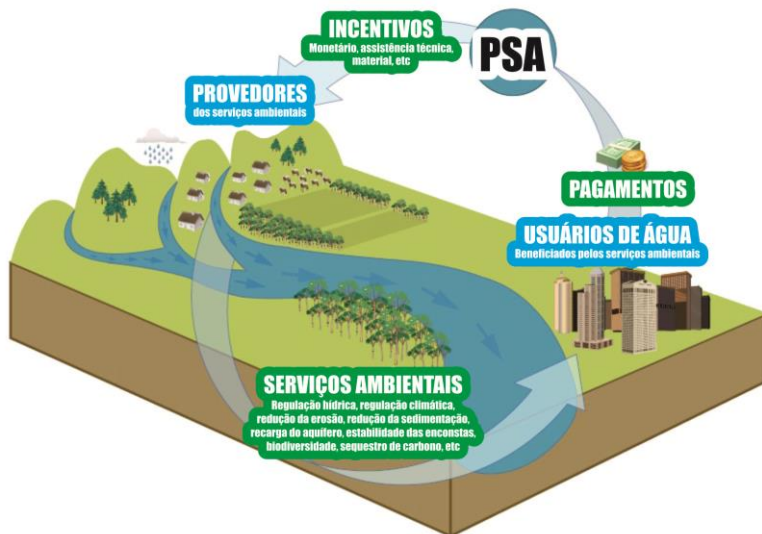 INCENTIVOS
Monetário, assistência técnica,
material, etc
PSA
PROVEDORES
dos serviços ambientais
PAGAMENTOS
USUÁRIOS DE ÁGUA
Beneficiados pelos serviços ambientais
SERVIÇOS AMBIENTAIS
Regulação hídrica, regulação climática,
redução da erosão, redução da sedimentação,
recarga do aquífero, estabilidade das enconstas,
biodiversidade, sequestro de carbono, etc